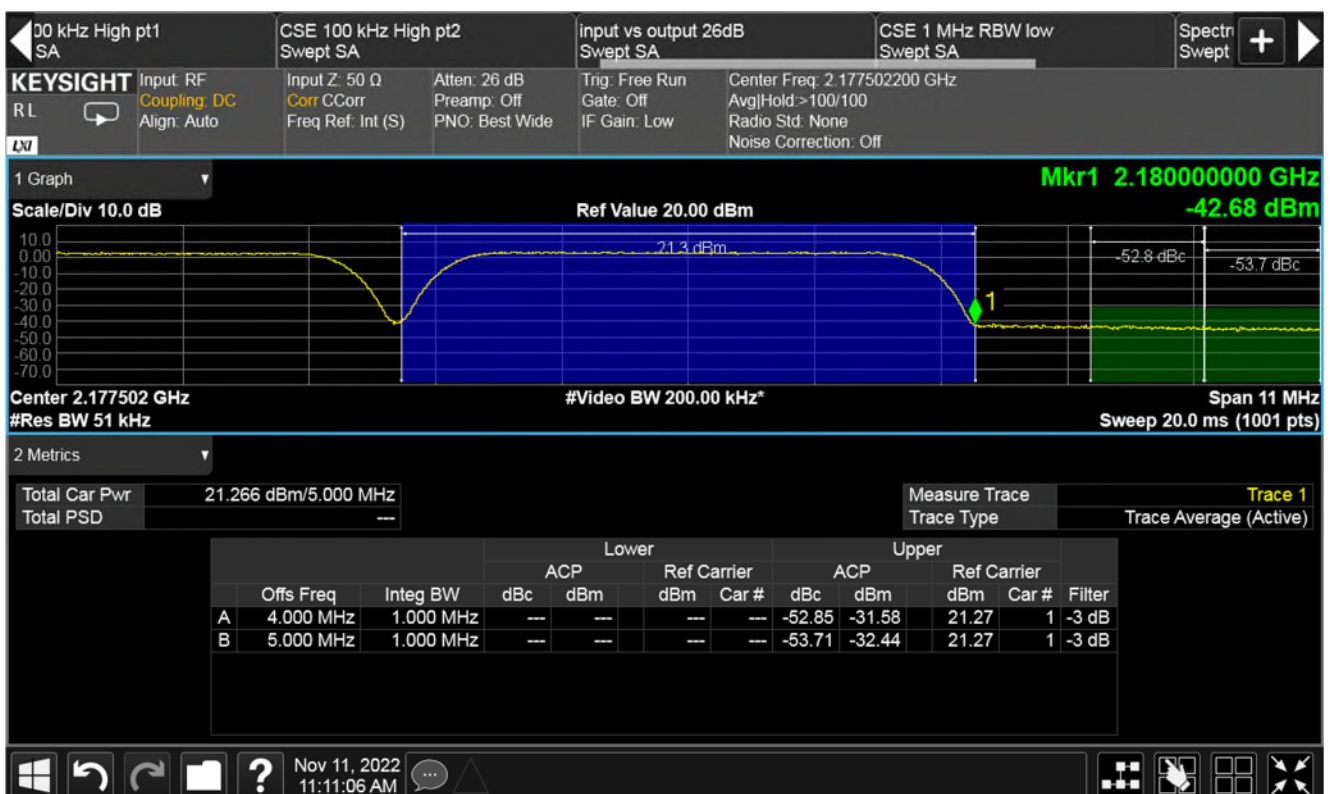 00 kHz High pt1
SA
CSE 100 kHz High pt2
Swept SA
input vs output 26dB
Swept SA
CSE 1 MHz RBW low
Swept SA
Spectr
Swept
+
KEYSIGHT
RL
LXI
Input: RF
Coupling: DC
Align: Auto
Input Z: 50 Ω
Corr CCorr
Freq Ref: Int (S)
Atten: 26 dB
Preamp: Off
PNO: Best Wide
Trig: Free Run
Gate: Off
IF Gain: Low
Center Freq: 2.177502200 GHz
Avg|Hold:>100/100
Radio Std: None
Noise Correction: Off
1 Graph
Mkr1 2.180000000 GHz
Scale/Div 10.0 dB
Ref Value 20.00 dBm
-42.68 dBm
10.0
0.00
-10.0
-20.0
-30.0
-40.0
-50.0
-60.0
-70.0
21.3 dBm
-52.8 dBc
-53.7 dBc
1
Center 2.177502 GHz
#Video BW 200.00 kHz*
Span 11 MHz
#Res BW 51 kHz
Sweep 20.0 ms (1001 pts)
2 Metrics
Total Car Pwr 21.266 dBm/5.000 MHz
Total PSD ---
Measure Trace Trace 1
Trace Type Trace Average (Active)
Lower Upper
ACP Ref Carrier ACP Ref Carrier
Offs Freq Integ BW dBc dBm dBm Car # dBc dBm dBm Car # Filter
A 4.000 MHz 1.000 MHz --- --- --- --- -52.85 -31.58 21.27 1 -3 dB
B 5.000 MHz 1.000 MHz --- --- --- --- -53.71 -32.44 21.27 1 -3 dB
?
Nov 11, 2022
11:11:06 AM